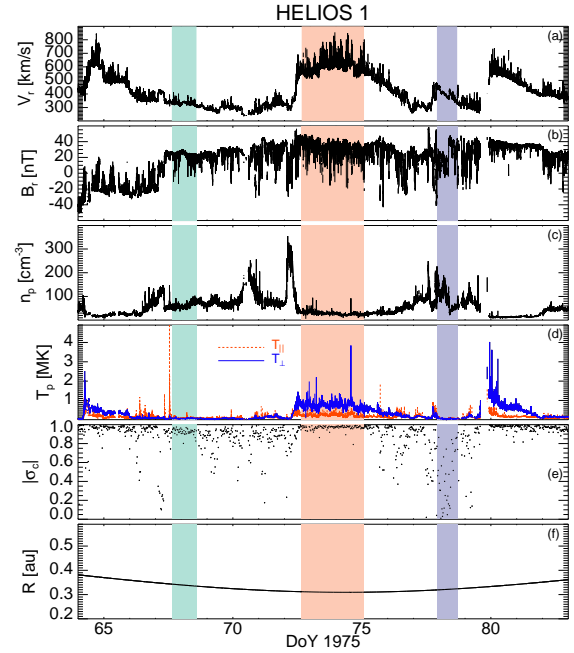 HELIOS 1
(a)
V_r [km/s]
800
700
600
500
400
300
(b)
B_r [nT]
40
20
0
-20
-40
(c)
n_p [cm⁻³]
300
200
100
(d)
T_p [MK]
4
3
2
1
T_||
T_⊥
(e)
|σ_c|
1.0
0.8
0.6
0.4
0.2
0.0
(f)
R [au]
0.5
0.4
0.3
0.2
65 70 75 80
DoY 1975